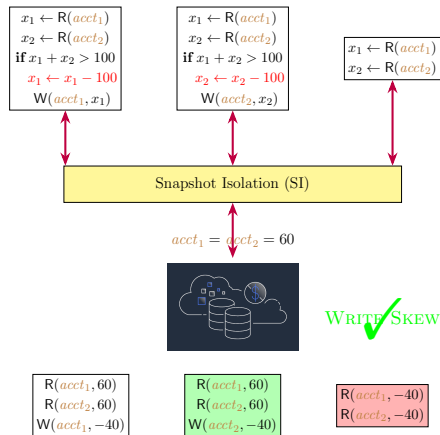 x₁ ← R(acct₁)
x₂ ← R(acct₂)
if x₁ + x₂ > 100
x₁ ← x₁ − 100
W(acct₁, x₁)
x₁ ← R(acct₁)
x₂ ← R(acct₂)
if x₁ + x₂ > 100
x₂ ← x₂ − 100
W(acct₂, x₂)
x₁ ← R(acct₁)
x₂ ← R(acct₂)
Snapshot Isolation (SI)
acct₁ = acct₂ = 60
WRITE SKEW
R(acct₁, 60)
R(acct₂, 60)
W(acct₁, −40)
R(acct₁, 60)
R(acct₂, 60)
W(acct₂, −40)
R(acct₁, −40)
R(acct₂, −40)